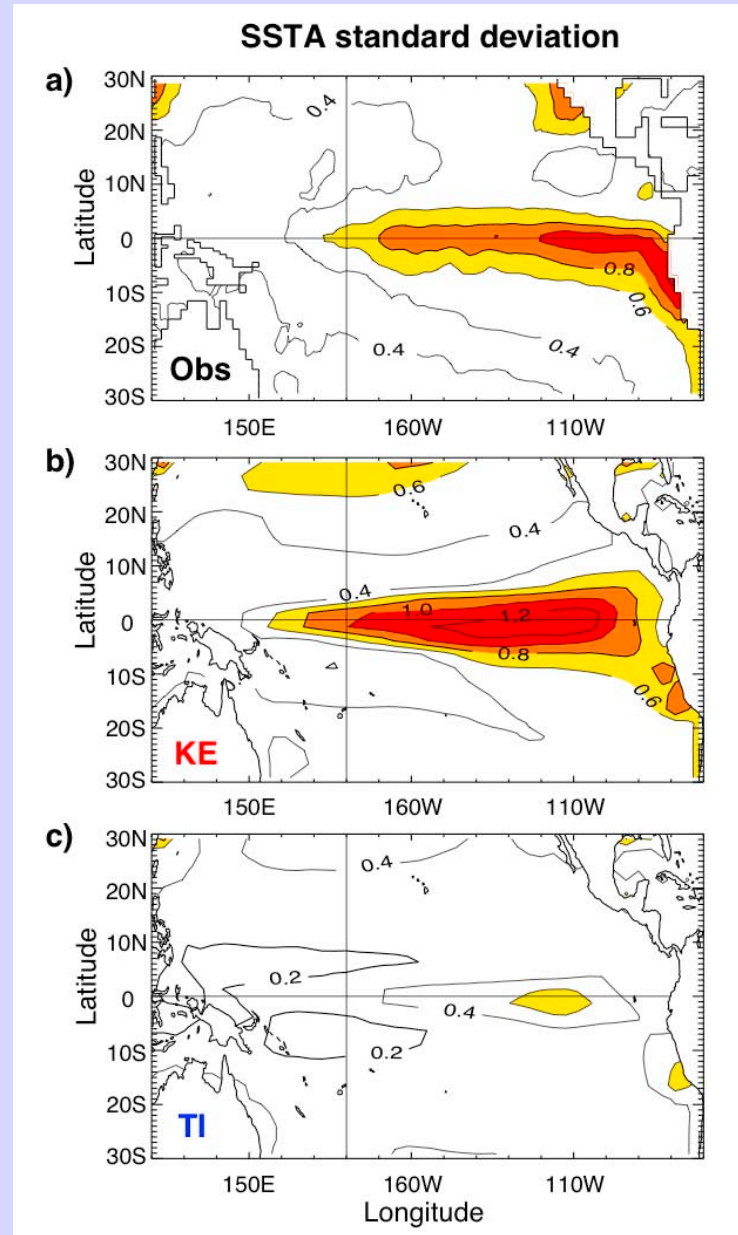 SSTA standard deviation
a)
30N
0.4
20N
10N
Latitude
0
0.8
10S
0.6
20S
0.4
0.4
Obs
30S
150E 160W 110W
b)
30N
0.6
20N
0.4
10N
0.4
Latitude
1.0
1.2
0
0.8
10S
0.6
20S
KE
30S
150E 160W 110W
c)
30N
0.4
20N
10N
0.2
Latitude
0
0.4
10S
0.2
20S
TI
30S
150E 160W 110W
Longitude